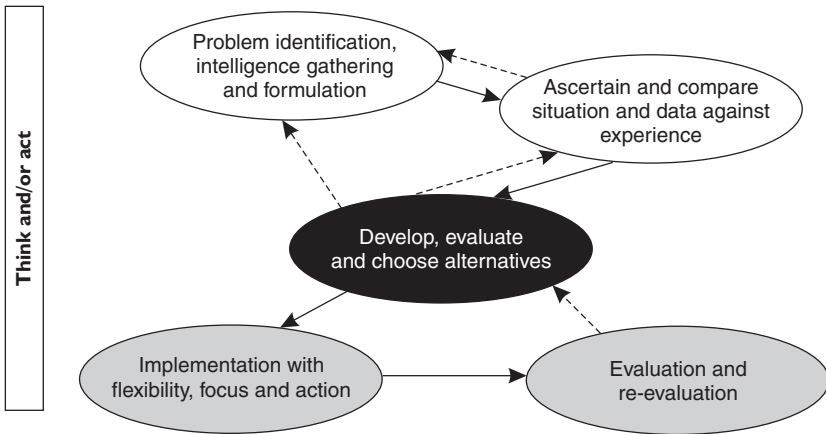 Think and/or act
Problem identification,
intelligence gathering
and formulation
Ascertain and compare
situation and data against
experience
Develop, evaluate
and choose alternatives
Implementation with
flexibility, focus and action
Evaluation and
re-evaluation